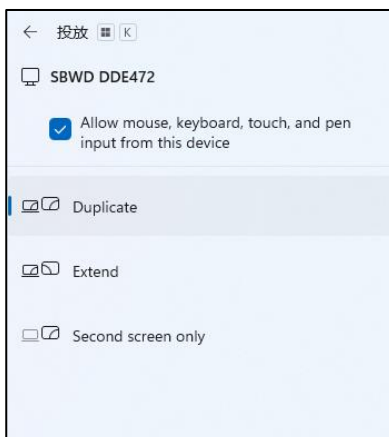 投放 K
SBWD DDE472
Allow mouse, keyboard, touch, and pen
input from this device
Duplicate
Extend
Second screen only